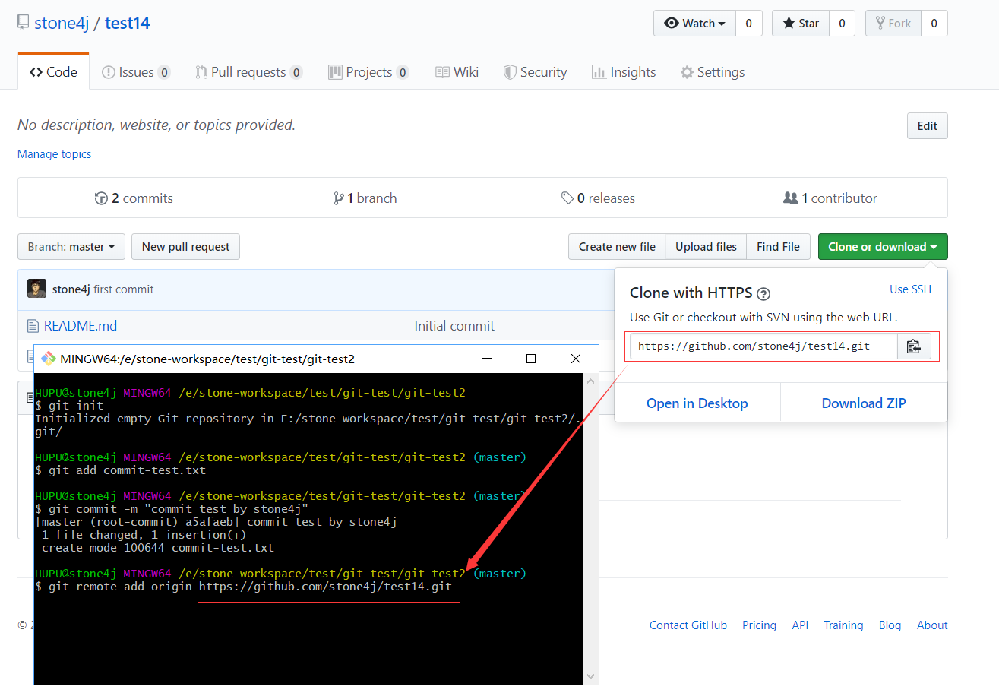 stone4j / test14
Watch 0 Star 0 Fork 0
Code Issues 0 Pull requests 0 Projects 0 Wiki Security Insights Settings
No description, website, or topics provided.
Edit
Manage topics
2 commits 1 branch 0 releases 1 contributor
Branch: master New pull request Create new file Upload files Find File Clone or download
stone4j first commit
Clone with HTTPS ?
Use SSH
Use Git or checkout with SVN using the web URL.
https://github.com/stone4j/test14.git
Open in Desktop Download ZIP
README.md Initial commit
MINGW64:/e/stone-workspace/test/git-test/git-test2
HUPU@stone4j MINGW64 /e/stone-workspace/test/git-test/git-test2
$ git init
Initialized empty Git repository in E:/stone-workspace/test/git-test/git-test2/.
git/
HUPU@stone4j MINGW64 /e/stone-workspace/test/git-test/git-test2 (master)
$ git add commit-test.txt
HUPU@stone4j MINGW64 /e/stone-workspace/test/git-test/git-test2 (master)
$ git commit -m "commit test by stone4j"
[master (root-commit) a5afaeb] commit test by stone4j
1 file changed, 1 insertion(+)
create mode 100644 commit-test.txt
HUPU@stone4j MINGW64 /e/stone-workspace/test/git-test/git-test2 (master)
$ git remote add origin https://github.com/stone4j/test14.git
© Contact GitHub Pricing API Training Blog About